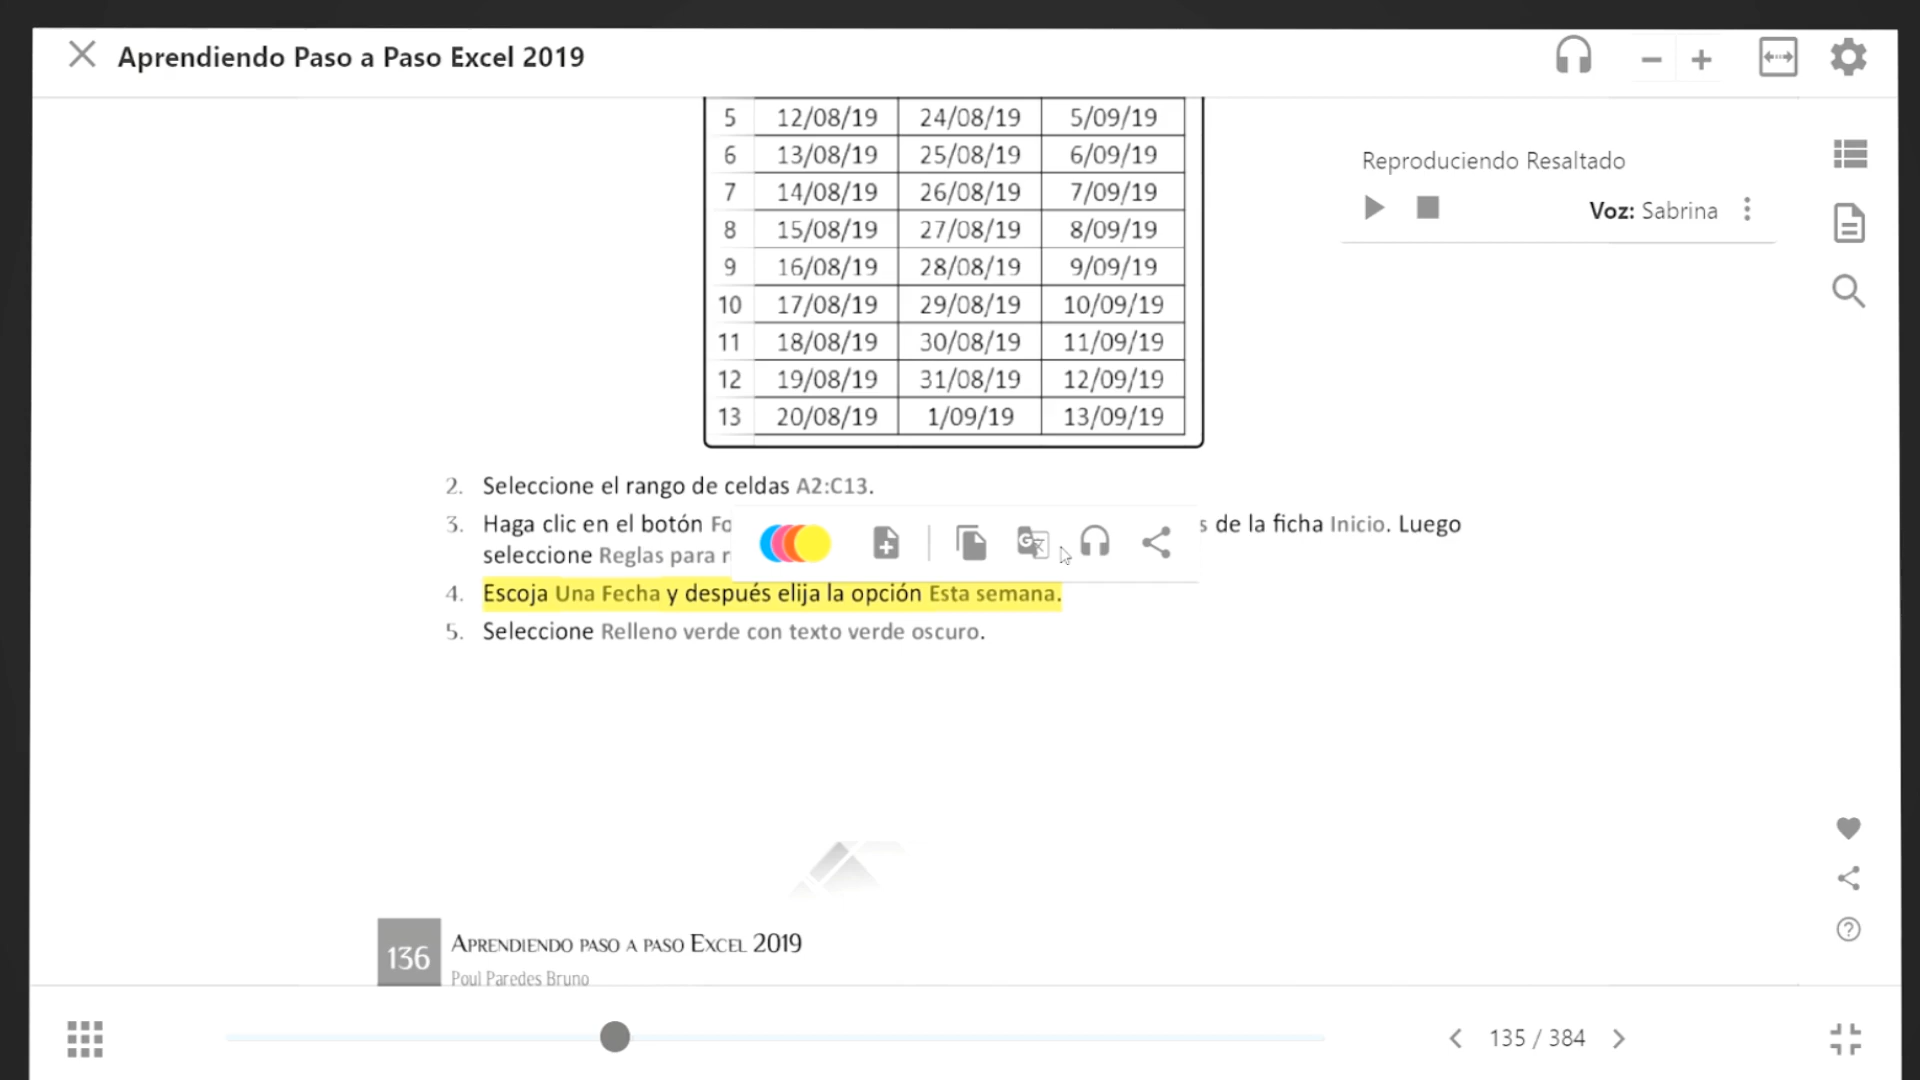 Aprendiendo Paso a Paso Excel 2019
5 12/08/19 24/08/19 5/09/19
6 13/08/19 25/08/19 6/09/19
7 14/08/19 26/08/19 7/09/19
8 15/08/19 27/08/19 8/09/19
9 16/08/19 28/08/19 9/09/19
10 17/08/19 29/08/19 10/09/19
11 18/08/19 30/08/19 11/09/19
12 19/08/19 31/08/19 12/09/19
13 20/08/19 1/09/19 13/09/19
Reproduciendo Resaltado
Voz: Sabrina
2. Seleccione el rango de celdas A2:C13.
3. Haga clic en el botón Fo s de la ficha Inicio. Luego
seleccione Reglas para r
4. Escoja Una Fecha y después elija la opción Esta semana.
5. Seleccione Relleno verde con texto verde oscuro.
136 APRENDIENDO PASO A PASO EXCEL 2019
Poul Paredes Bruno
135 / 384